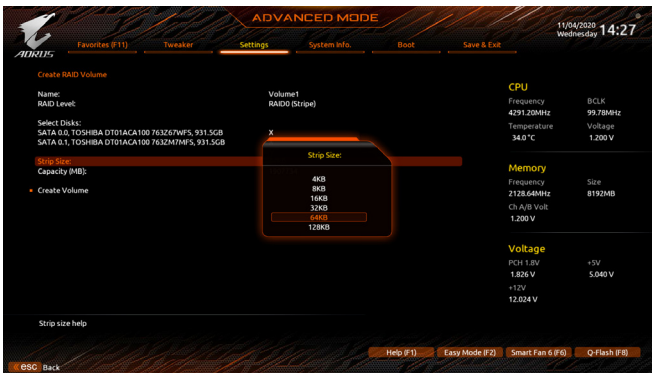 ADVANCED MODE
11/04/2020
Wednesday 14:27
AORUS
Favorites (F11) Tweaker Settings System Info. Boot Save & Exit
Create RAID Volume
Name: Volume1
RAID Level: RAID0 (Stripe)
Select Disks:
SATA 0.0, TOSHIBA DT01ACA100 763Z67WFS, 931.5GB X
SATA 0.1, TOSHIBA DT01ACA100 763ZM7MFS, 931.5GB
Strip Size:
Capacity (MB):
Create Volume
Strip Size:
4KB
8KB
16KB
32KB
64KB
128KB
CPU
Frequency BCLK
4291.20MHz 99.78MHz
Temperature Voltage
34.0 °C 1.200 V
Memory
Frequency Size
2128.64MHz 8192MB
Ch A/B Volt
1.200 V
Voltage
PCH 1.8V +5V
1.826 V 5.040 V
+12V
12.024 V
Strip size help
Help (F1) Easy Mode (F2) Smart Fan 6 (F6) Q-Flash (F8)
esc Back